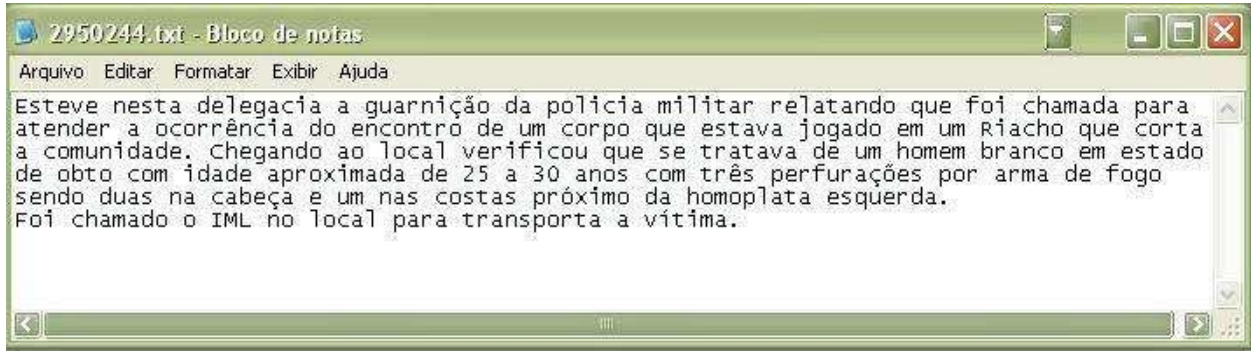 2950244.txt - Bloco de notas
Arquivo Editar Formatar Exibir Ajuda
Esteve nesta delegacia a guarnição da policia militar relatando que foi chamada para
atender a ocorrência do encontro de um corpo que estava jogado em um Riacho que corta
a comunidade. Chegando ao local verificou que se tratava de um homem branco em estado
de obto com idade aproximada de 25 a 30 anos com três perfurações por arma de fogo
sendo duas na cabeça e um nas costas próximo da homoplata esquerda.
Foi chamado o IML no local para transporta a vítima.